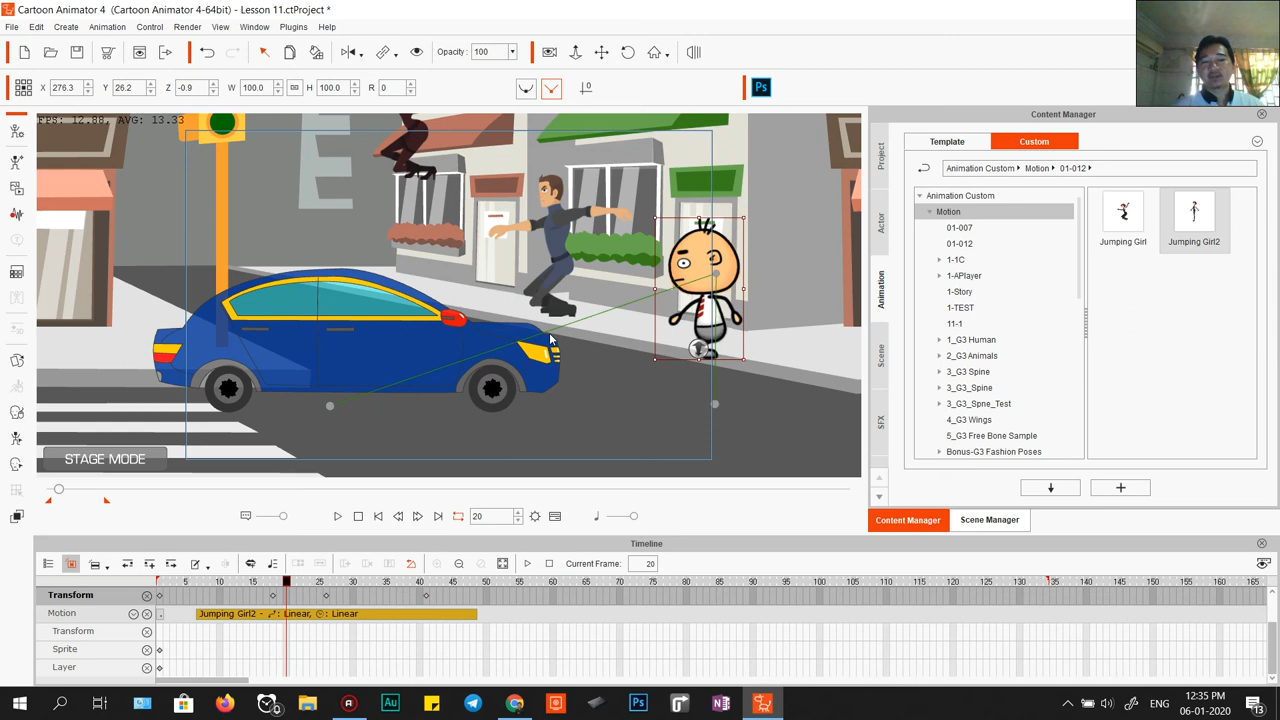 Cartoon Animator 4 (Cartoon Animator 4-64bit) - Lesson 11.ctProject *
File Edit Create Animation Control Render View Window Plugins Help
Opacity : 100
X 276.3 Y 26.2 Z -0.9 W 100.0 H 100.0 R 0 Ps
FPS: 12.88, AVG: 13.33
STAGE MODE
20
Content Manager
Template Custom
Animation Custom Motion 01-012
Project
Actor
Animation
Scene
SFX
Animation Custom
Motion
01-007
01-012
1-1C
1-APlayer
1-Story
1-TEST
11-1
1_G3 Human
2_G3 Animals
3_G3 Spine
3_G3_Spine
3_G3_Spne_Test
4_G3 Wings
5_G3 Free Bone Sample
Bonus-G3 Fashion Poses
Jumping Girl Jumping Girl2
Content Manager Scene Manager
Timeline
Current Frame: 20
5 10 15 25 30 35 40 45 50 55 60 65 70 75 80 85 90 95 100 105 110 115 120 125 130 135 140 145 150 155 160 165
Transform
Motion Jumping Girl2 - : Linear, : Linear
Transform
Sprite
Layer
Au Ps N
ENG 12:35 PM 06-01-2020 13